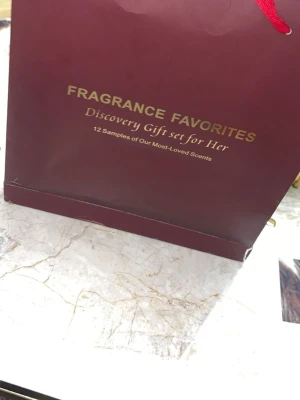 FRAGRANCE FAVORITES
Discovery Gift set for Her
12 Samples of Our Most-Loved Scents